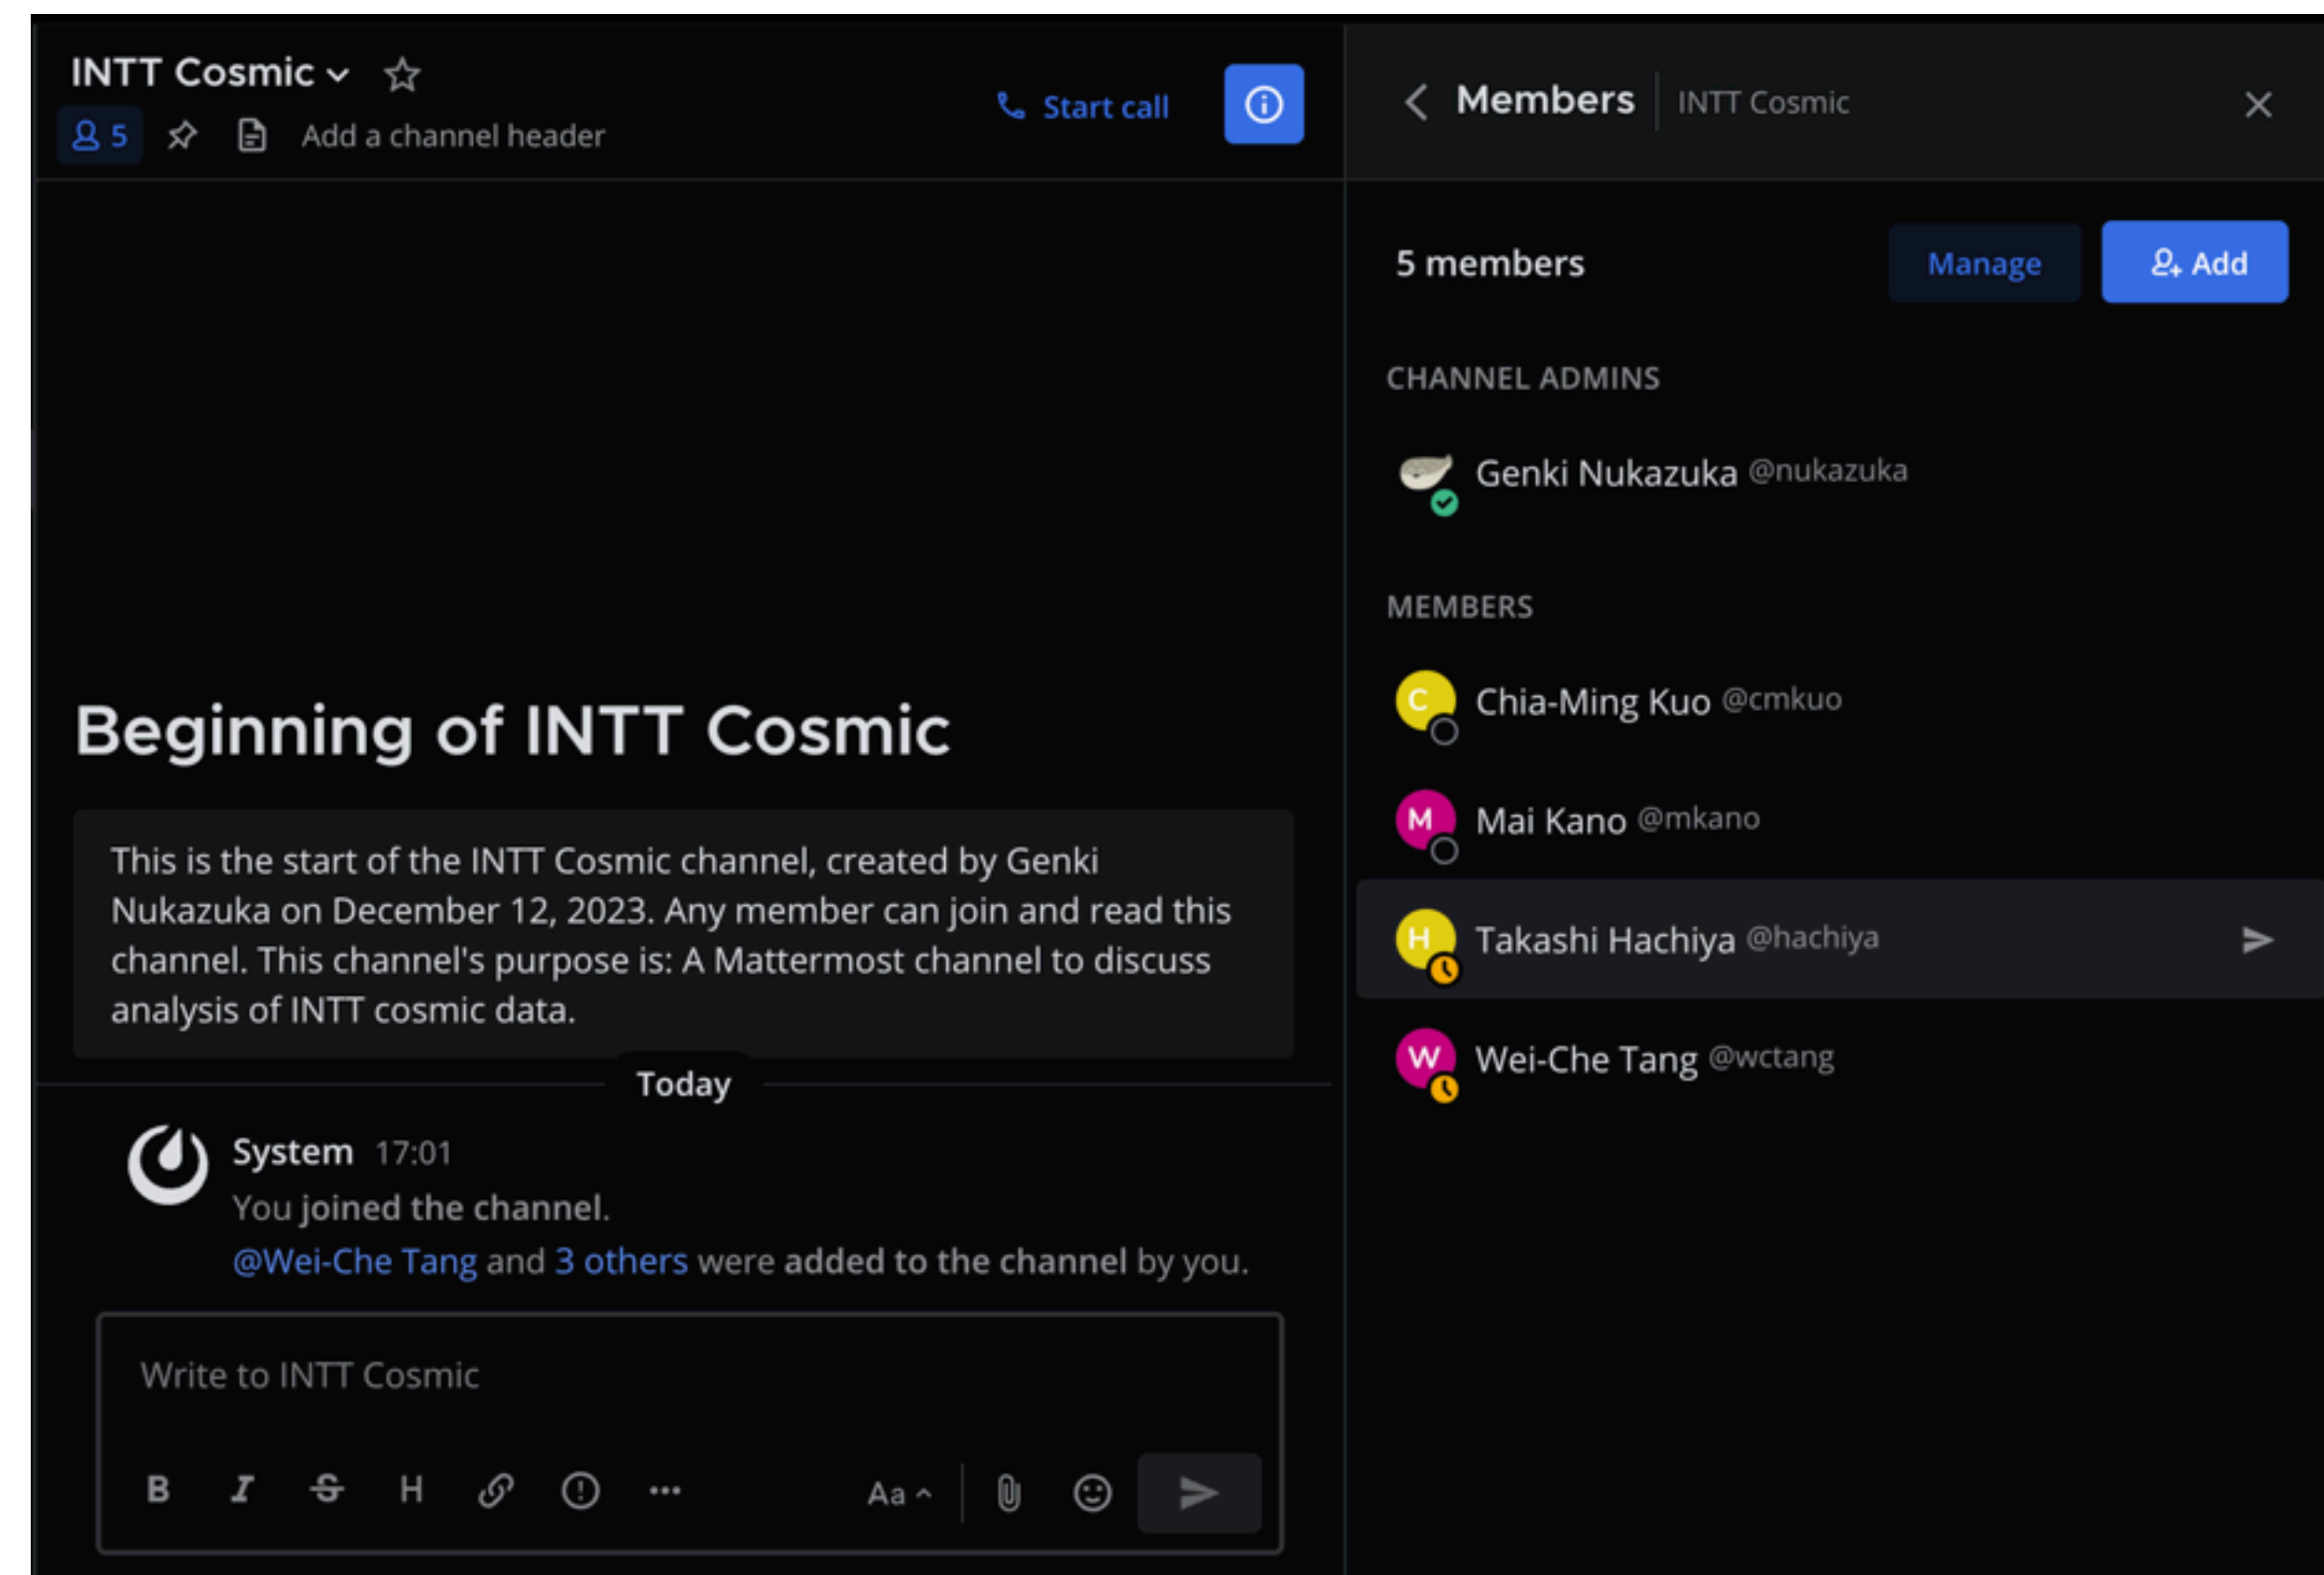 INTT Cosmic
5 Add a channel header
Start call
Members INTT Cosmic
5 members Manage Add
CHANNEL ADMINS
Genki Nukazuka @nukazuka
MEMBERS
C Chia-Ming Kuo @cmkuo
M Mai Kano @mkano
H Takashi Hachiya @hachiya
W Wei-Che Tang @wctang
Beginning of INTT Cosmic
This is the start of the INTT Cosmic channel, created by Genki
Nukazuka on December 12, 2023. Any member can join and read this
channel. This channel's purpose is: A Mattermost channel to discuss
analysis of INTT cosmic data.
Today
System 17:01
You joined the channel.
@Wei-Che Tang and 3 others were added to the channel by you.
Write to INTT Cosmic
B I S H Aa